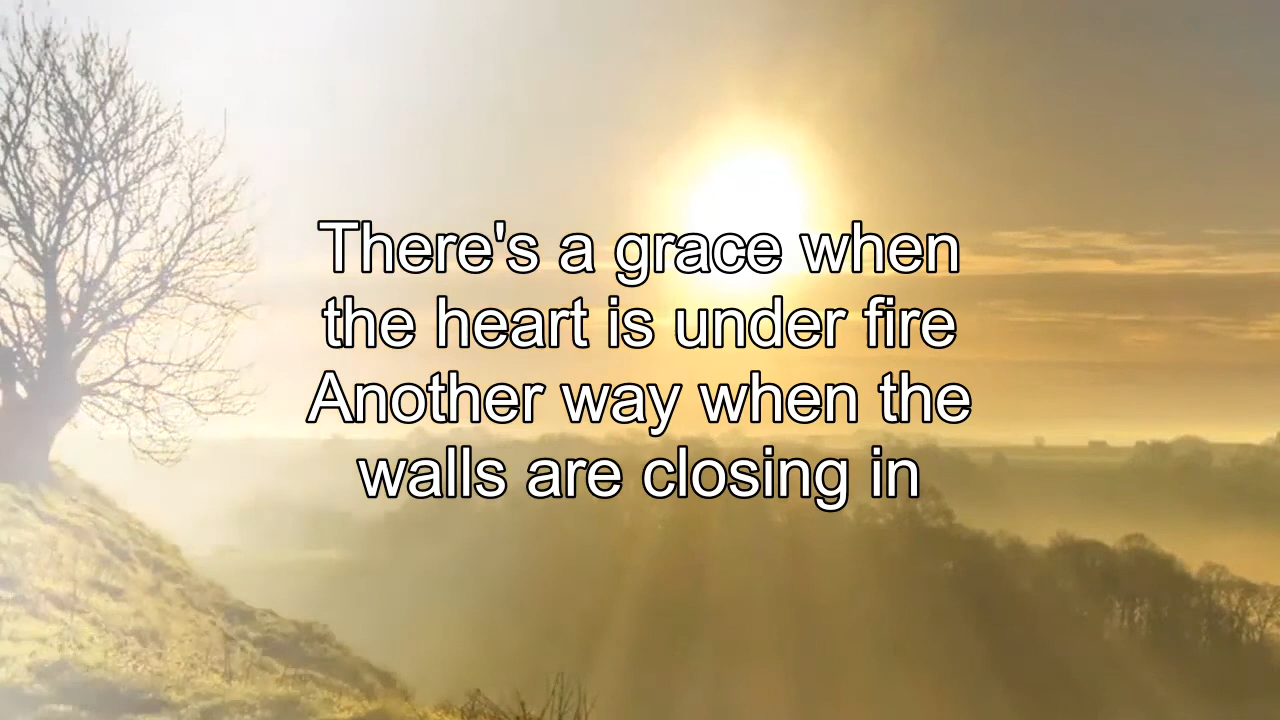 There's a grace when
the heart is under fire
Another way when the
walls are closing in